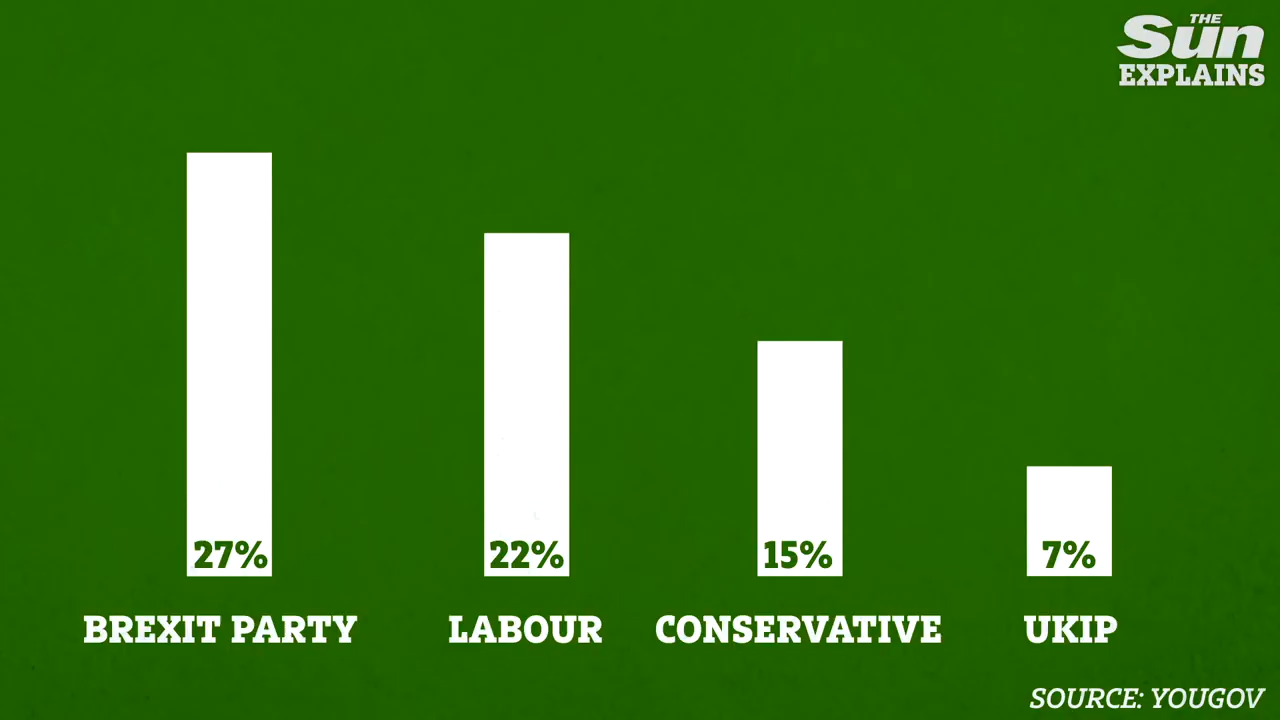 THE
Sun
EXPLAINS
27%
22%
15%
7%
BREXIT PARTY
LABOUR
CONSERVATIVE
UKIP
SOURCE: YOUGOV